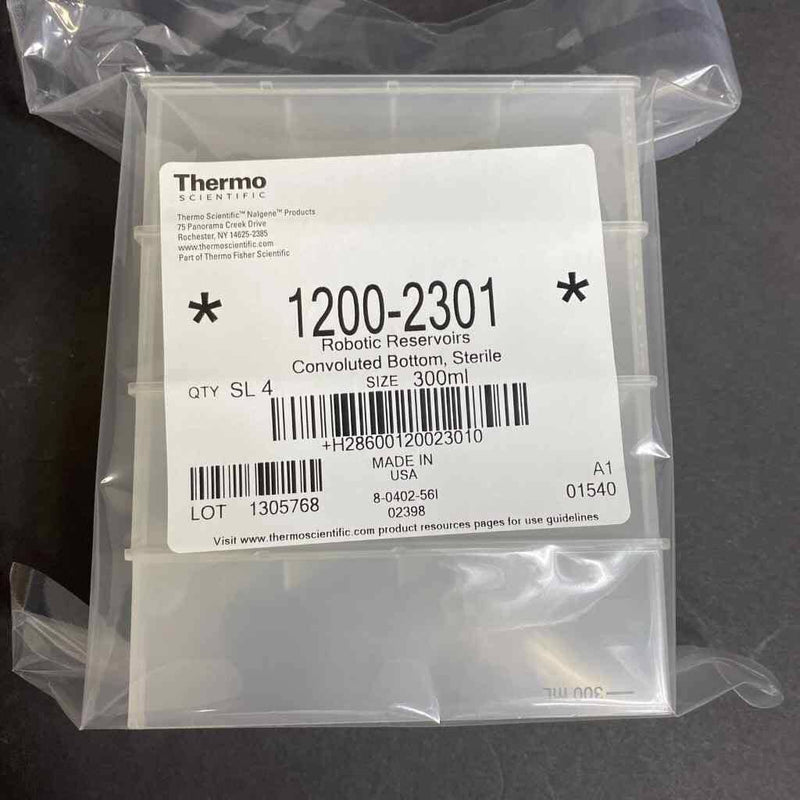 Thermo
SCIENTIFIC
Thermo Scientific™ Nalgene™ Products
75 Panorama Creek Drive
Rochester, NY 14625-2385
www.thermoscientific.com
Part of Thermo Fisher Scientific
* 1200-2301 *
Robotic Reservoirs
Convoluted Bottom, Sterile
QTY SL 4 SIZE 300ml
+H28600120023010
MADE IN
USA
LOT 1305768
8-0402-56I
02398
A1
01540
Visit www.thermoscientific.com product resources pages for use guidelines
300 mL